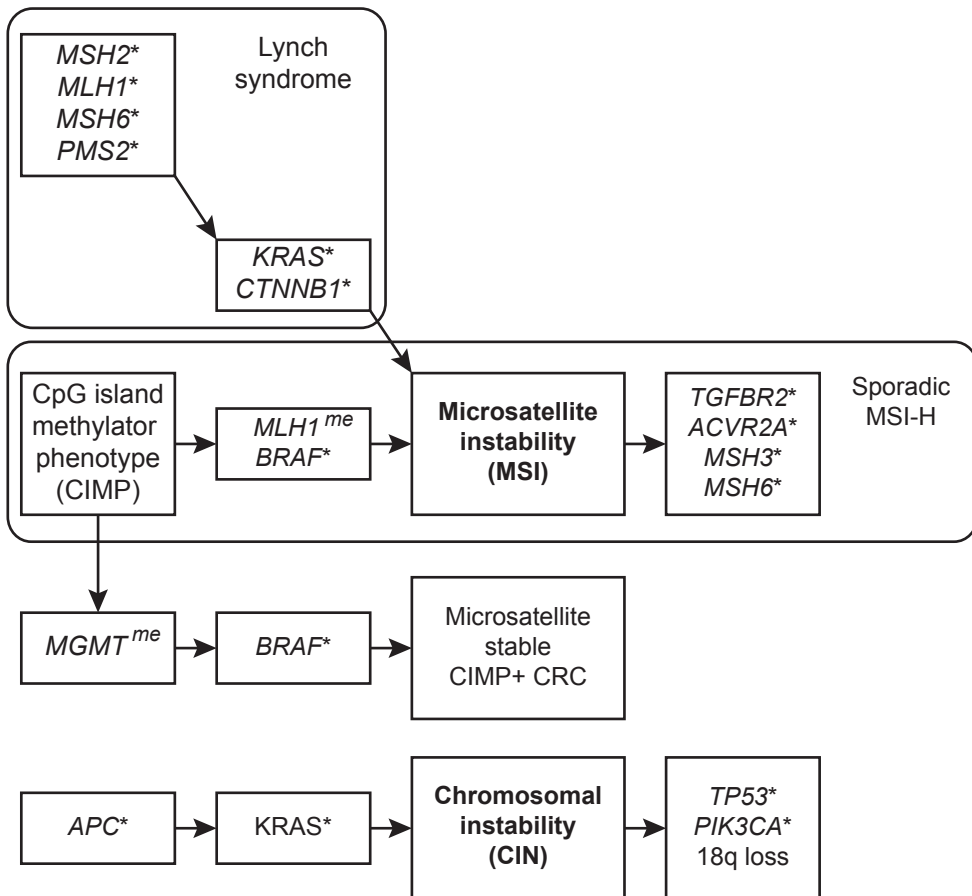 MSH2*
MLH1*
MSH6*
PMS2*
Lynch
syndrome
KRAS*
CTNNB1*
CpG island
methylator
phenotype
(CIMP)
MLH1 me
BRAF*
Microsatellite
instability
(MSI)
TGFBR2*
ACVR2A*
MSH3*
MSH6*
Sporadic
MSI-H
MGMT me
BRAF*
Microsatellite
stable
CIMP+ CRC
APC*
KRAS*
Chromosomal
instability
(CIN)
TP53*
PIK3CA*
18q loss